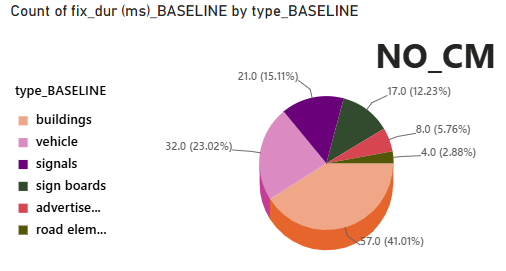 Count of fix_dur (ms)_BASELINE by type_BASELINE
NO_CM
type_BASELINE
buildings
vehicle
signals
sign boards
advertise...
road elem...
21.0 (15.11%)
17.0 (12.23%)
8.0 (5.76%)
4.0 (2.88%)
32.0 (23.02%)
57.0 (41.01%)